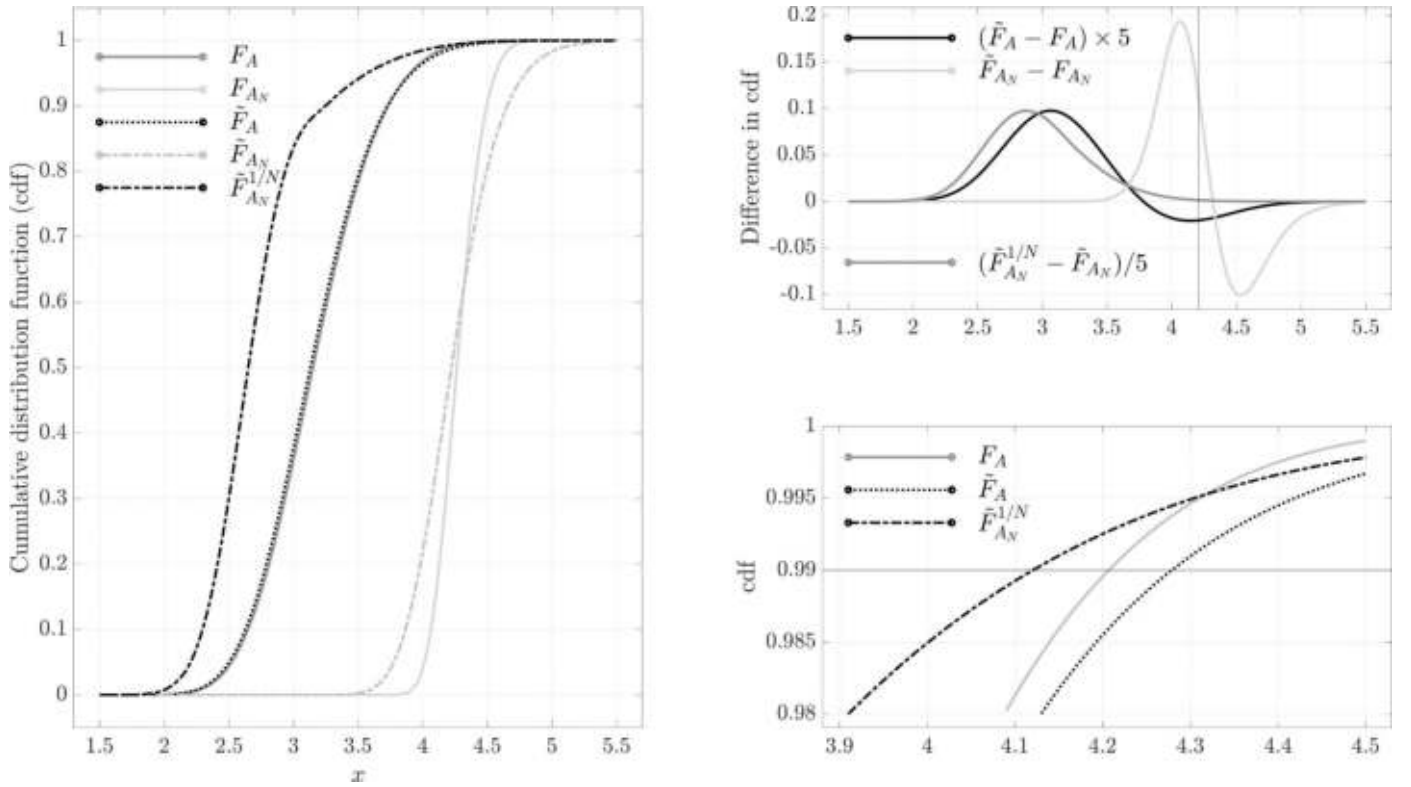 Cumulative distribution function (cdf)
1
0.9
0.8
0.7
0.6
0.5
0.4
0.3
0.2
0.1
0
F_A
F_{A_N}
F̃_A
F̃_{A_N}
F̃_{A_N}^{1/N}
1.5 2 2.5 3 3.5 4 4.5 5 5.5
x
Difference in cdf
0.2
0.15
0.1
0.05
0
-0.05
-0.1
(F̃_A − F_A) × 5
F̃_{A_N} − F_{A_N}
(F̃_{A_N}^{1/N} − F̃_{A_N})/5
1.5 2 2.5 3 3.5 4 4.5 5 5.5
cdf
1
0.995
0.99
0.985
0.98
F_A
F̃_A
F̃_{A_N}^{1/N}
3.9 4 4.1 4.2 4.3 4.4 4.5